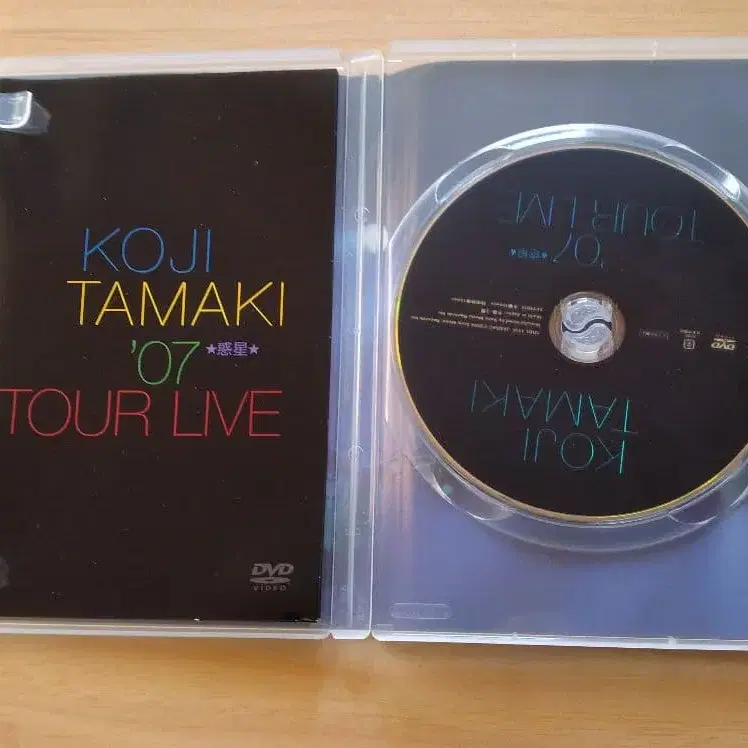 KOJI
TAMAKI
'07 ★惑星★
TOUR LIVE
DVD
VIDEO
KOJI
TAMAKI
'07 ★惑星★
TOUR LIVE
DVD